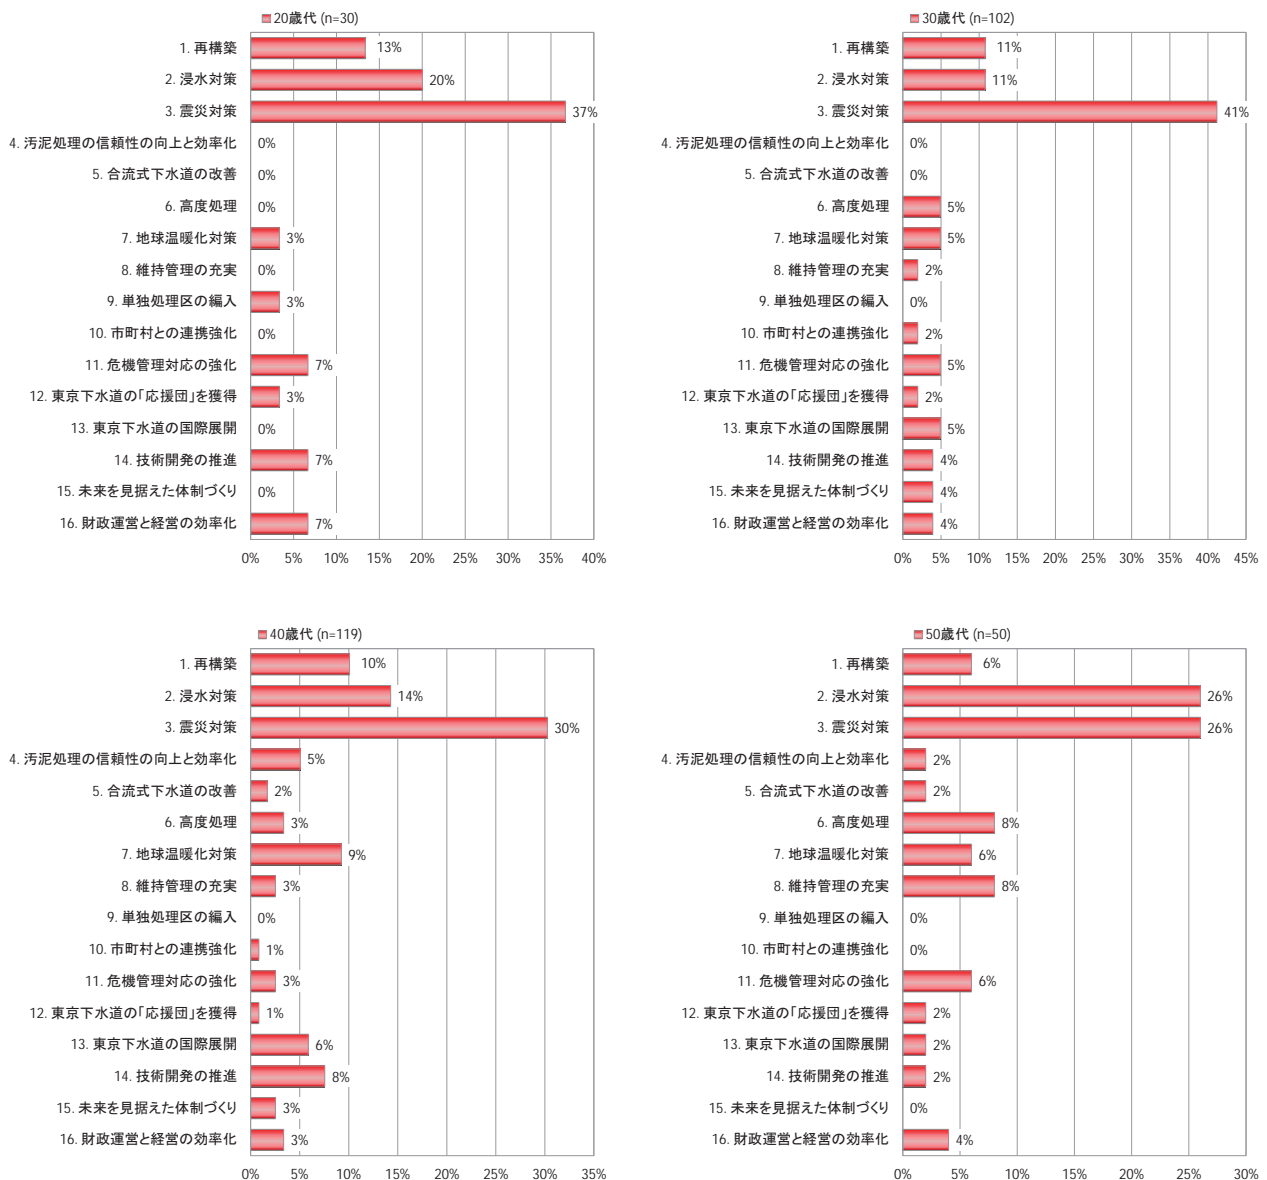 20歳代 (n=30)
1. 再構築 13%
2. 浸水対策 20%
3. 震災対策 37%
4. 汚泥処理の信頼性の向上と効率化 0%
5. 合流式下水道の改善 0%
6. 高度処理 0%
7. 地球温暖化対策 3%
8. 維持管理の充実 0%
9. 単独処理区の編入 3%
10. 市町村との連携強化 0%
11. 危機管理対応の強化 7%
12. 東京下水道の「応援団」を獲得 3%
13. 東京下水道の国際展開 0%
14. 技術開発の推進 7%
15. 未来を見据えた体制づくり 0%
16. 財政運営と経営の効率化 7%
0% 5% 10% 15% 20% 25% 30% 35% 40%
30歳代 (n=102)
1. 再構築 11%
2. 浸水対策 11%
3. 震災対策 41%
4. 汚泥処理の信頼性の向上と効率化 0%
5. 合流式下水道の改善 0%
6. 高度処理 5%
7. 地球温暖化対策 5%
8. 維持管理の充実 2%
9. 単独処理区の編入 0%
10. 市町村との連携強化 2%
11. 危機管理対応の強化 5%
12. 東京下水道の「応援団」を獲得 2%
13. 東京下水道の国際展開 5%
14. 技術開発の推進 4%
15. 未来を見据えた体制づくり 4%
16. 財政運営と経営の効率化 4%
0% 5% 10% 15% 20% 25% 30% 35% 40% 45%
40歳代 (n=119)
1. 再構築 10%
2. 浸水対策 14%
3. 震災対策 30%
4. 汚泥処理の信頼性の向上と効率化 5%
5. 合流式下水道の改善 2%
6. 高度処理 3%
7. 地球温暖化対策 9%
8. 維持管理の充実 3%
9. 単独処理区の編入 0%
10. 市町村との連携強化 1%
11. 危機管理対応の強化 3%
12. 東京下水道の「応援団」を獲得 1%
13. 東京下水道の国際展開 6%
14. 技術開発の推進 8%
15. 未来を見据えた体制づくり 3%
16. 財政運営と経営の効率化 3%
0% 5% 10% 15% 20% 25% 30% 35%
50歳代 (n=50)
1. 再構築 6%
2. 浸水対策 26%
3. 震災対策 26%
4. 汚泥処理の信頼性の向上と効率化 2%
5. 合流式下水道の改善 2%
6. 高度処理 8%
7. 地球温暖化対策 6%
8. 維持管理の充実 8%
9. 単独処理区の編入 0%
10. 市町村との連携強化 0%
11. 危機管理対応の強化 6%
12. 東京下水道の「応援団」を獲得 2%
13. 東京下水道の国際展開 2%
14. 技術開発の推進 2%
15. 未来を見据えた体制づくり 0%
16. 財政運営と経営の効率化 4%
0% 5% 10% 15% 20% 25% 30%